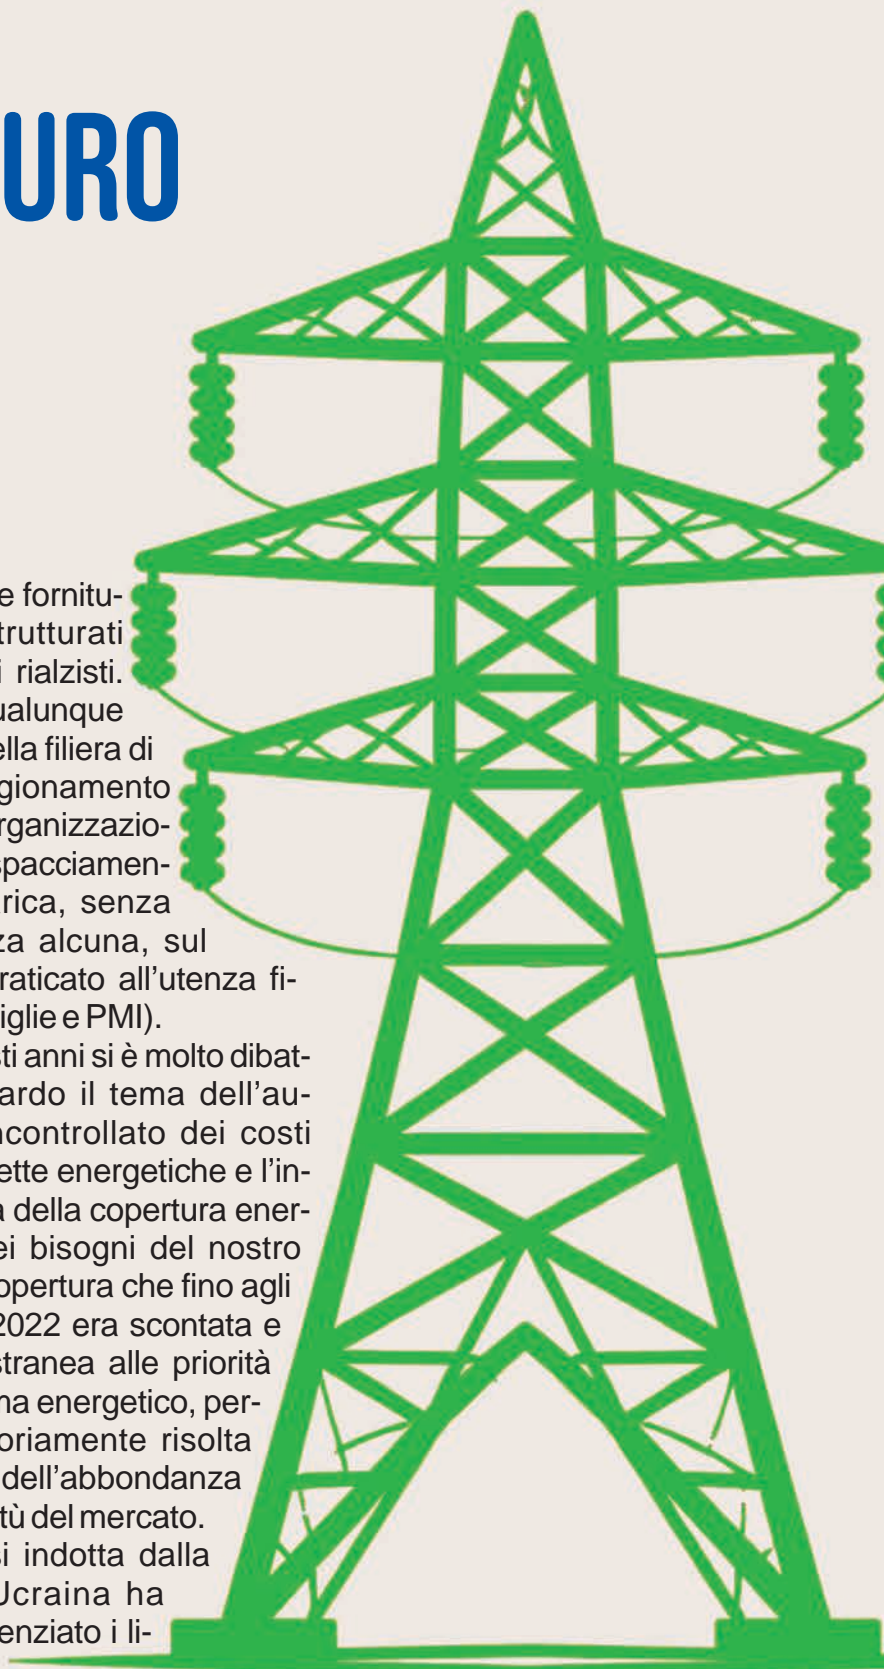 URO
e fornitu-
trutturati
i rialzisti.
ualunque
ella filiera di
gionamento
rganizzazio-
spacciamen-
rica, senza
za alcuna, sul
raticato all'utenza fi-
iglie e PMI).
sti anni si è molto dibat-
ardo il tema dell'au-
ncontrollato dei costi
ette energetiche e l'in-
a della copertura ener-
ei bisogni del nostro
opertura che fino agli
2022 era scontata e
stranea alle priorità
ma energetico, per-
oriamente risolta
dell'abbondanza
tù del mercato.
si indotta dalla
Ucraina ha
enziato i li-